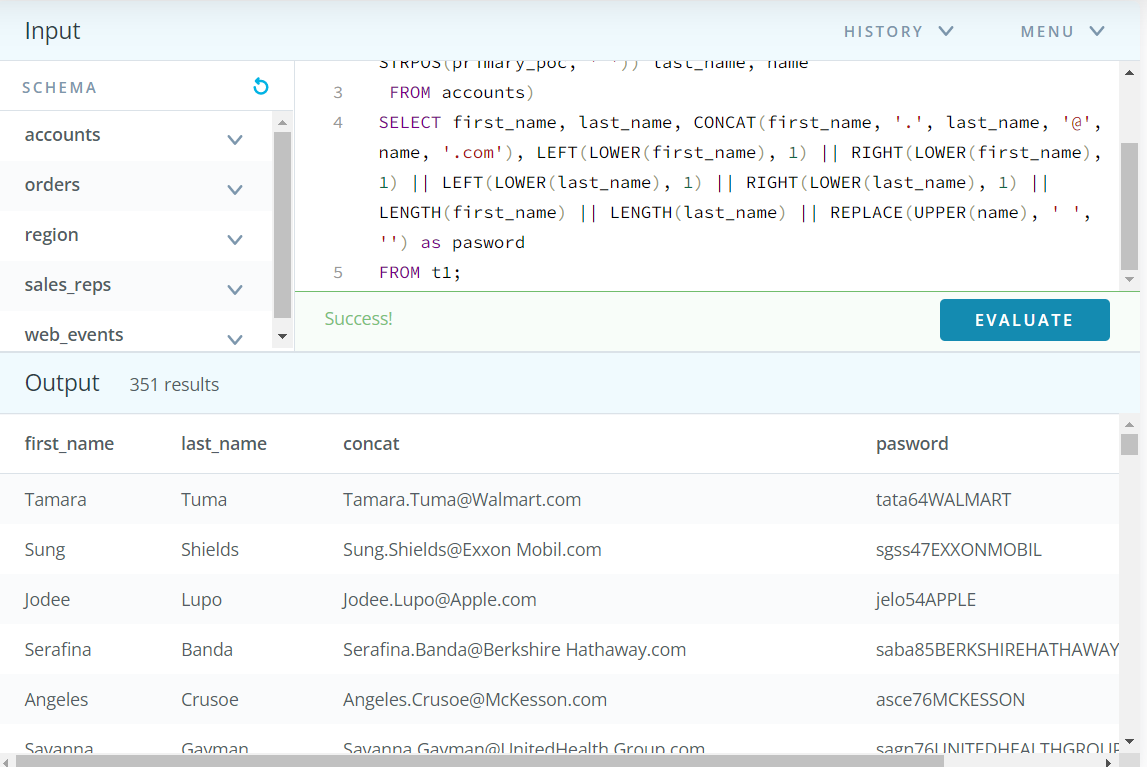 Input
HISTORY
MENU
SCHEMA
accounts
orders
region
sales_reps
web_events
STRPOS(primary_poc, ' ')) last_name, name
3 FROM accounts)
4 SELECT first_name, last_name, CONCAT(first_name, '.', last_name, '@',
name, '.com'), LEFT(LOWER(first_name), 1) || RIGHT(LOWER(first_name),
1) || LEFT(LOWER(last_name), 1) || RIGHT(LOWER(last_name), 1) ||
LENGTH(first_name) || LENGTH(last_name) || REPLACE(UPPER(name), ' ',
'') as pasword
5 FROM t1;
Success!
EVALUATE
Output 351 results
first_name last_name concat pasword
Tamara Tuma Tamara.Tuma@Walmart.com tata64WALMART
Sung Shields Sung.Shields@Exxon Mobil.com sgss47EXXONMOBIL
Jodee Lupo Jodee.Lupo@Apple.com jelo54APPLE
Serafina Banda Serafina.Banda@Berkshire Hathaway.com saba85BERKSHIREHATHAWAY
Angeles Crusoe Angeles.Crusoe@McKesson.com asce76MCKESSON
Savanna Gayman Savanna.Gayman@UnitedHealth Group.com sagn76UNITEDHEALTHGROUP